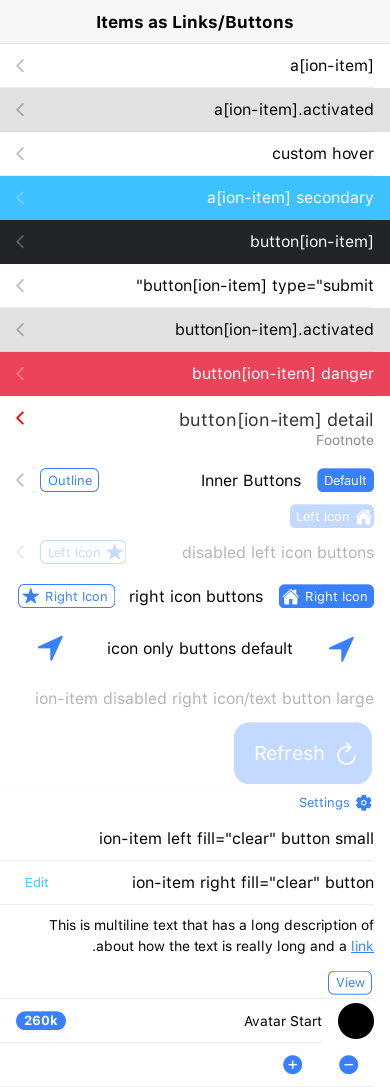 Items as Links/Buttons
a[ion-item]
a[ion-item].activated
custom hover
a[ion-item] secondary
button[ion-item]
"button[ion-item] type="submit
button[ion-item].activated
button[ion-item] danger
button[ion-item] detail
Footnote
Outline Inner Buttons Default
Left Icon
Left Icon disabled left icon buttons
Right Icon right icon buttons Right Icon
icon only buttons default
ion-item disabled right icon/text button large
Refresh
Settings
ion-item left fill="clear" button small
Edit ion-item right fill="clear" button
This is multiline text that has a long description of
.about how the text is really long and a link
View
260k Avatar Start